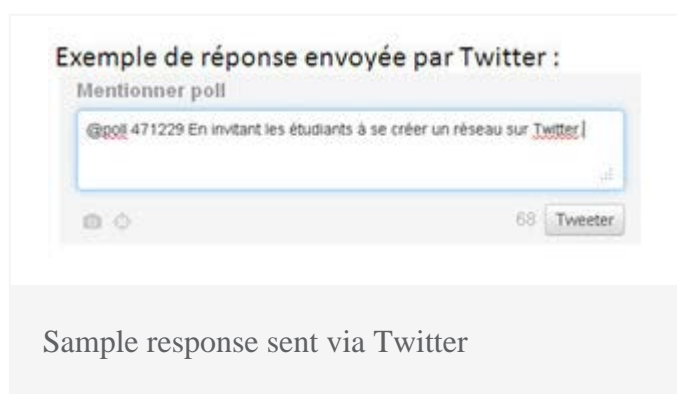 Exemple de réponse envoyée par Twitter :
Mentionner poll
@poll 471229 En invitant les étudiants à se créer un réseau sur Twitter.
68 Tweeter
Sample response sent via Twitter